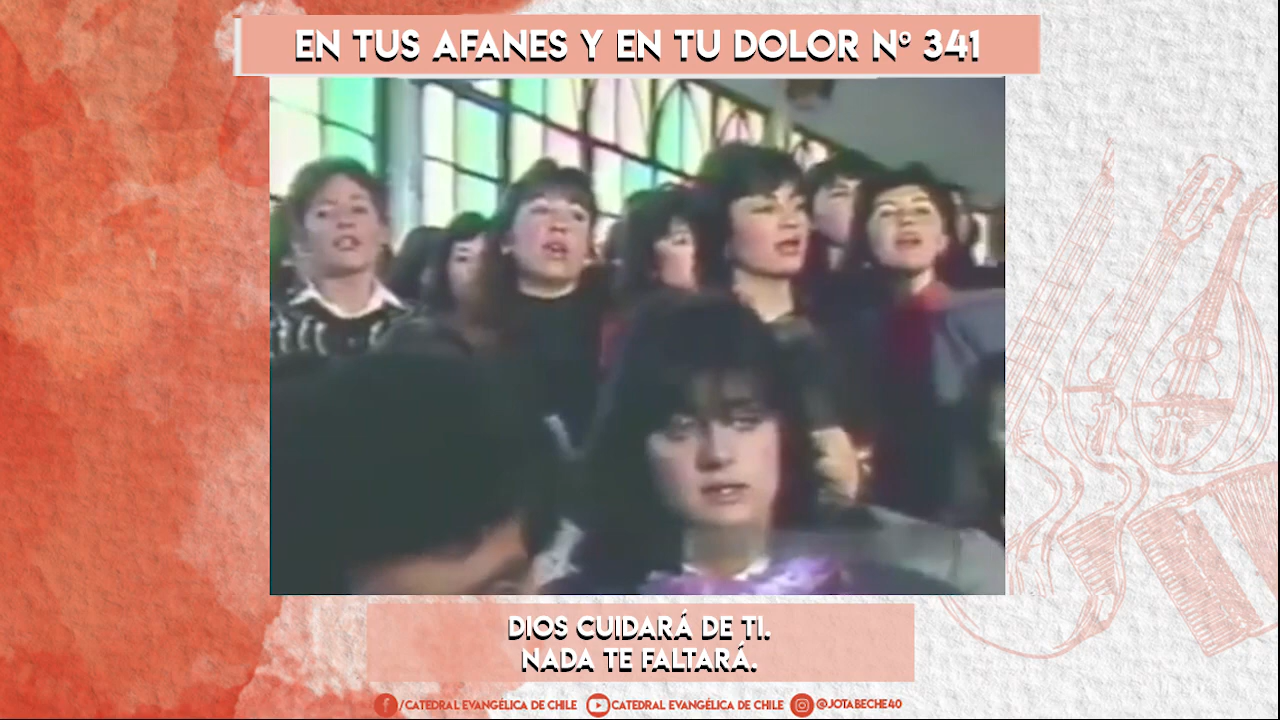 EN TUS AFANES Y EN TU DOLOR Nº 341
DIOS CUIDARÁ DE TI.
NADA TE FALTARÁ.
/CATEDRAL EVANGÉLICA DE CHILE CATEDRAL EVANGÉLICA DE CHILE @JOTABECHE40